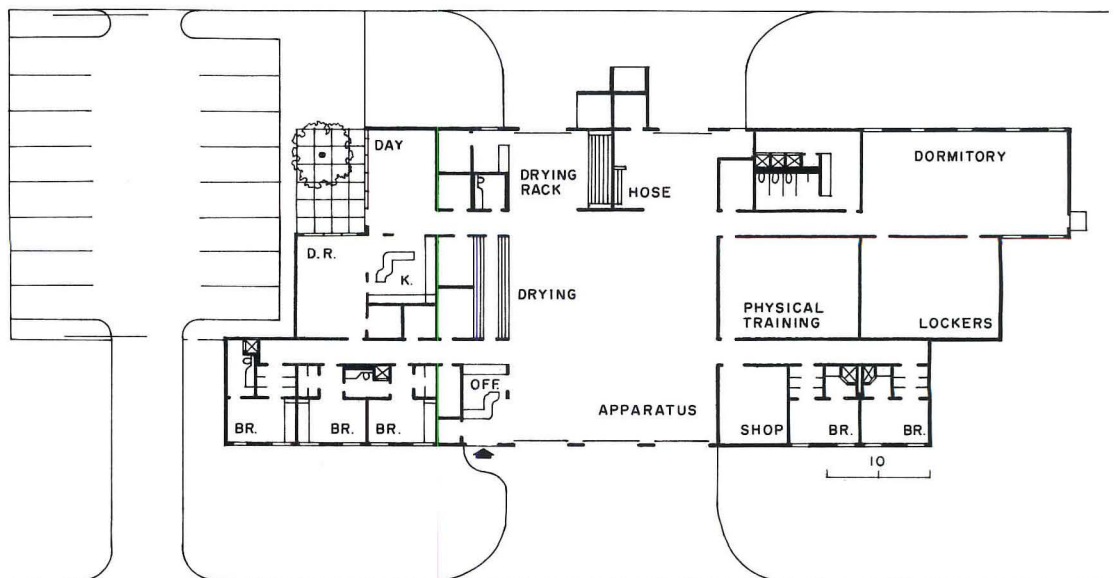 DAY
DRYING
RACK
HOSE
DORMITORY
D. R.
K.
DRYING
PHYSICAL
TRAINING
LOCKERS
OFF.
APPARATUS
SHOP
BR.
BR.
BR.
BR.
BR.
10